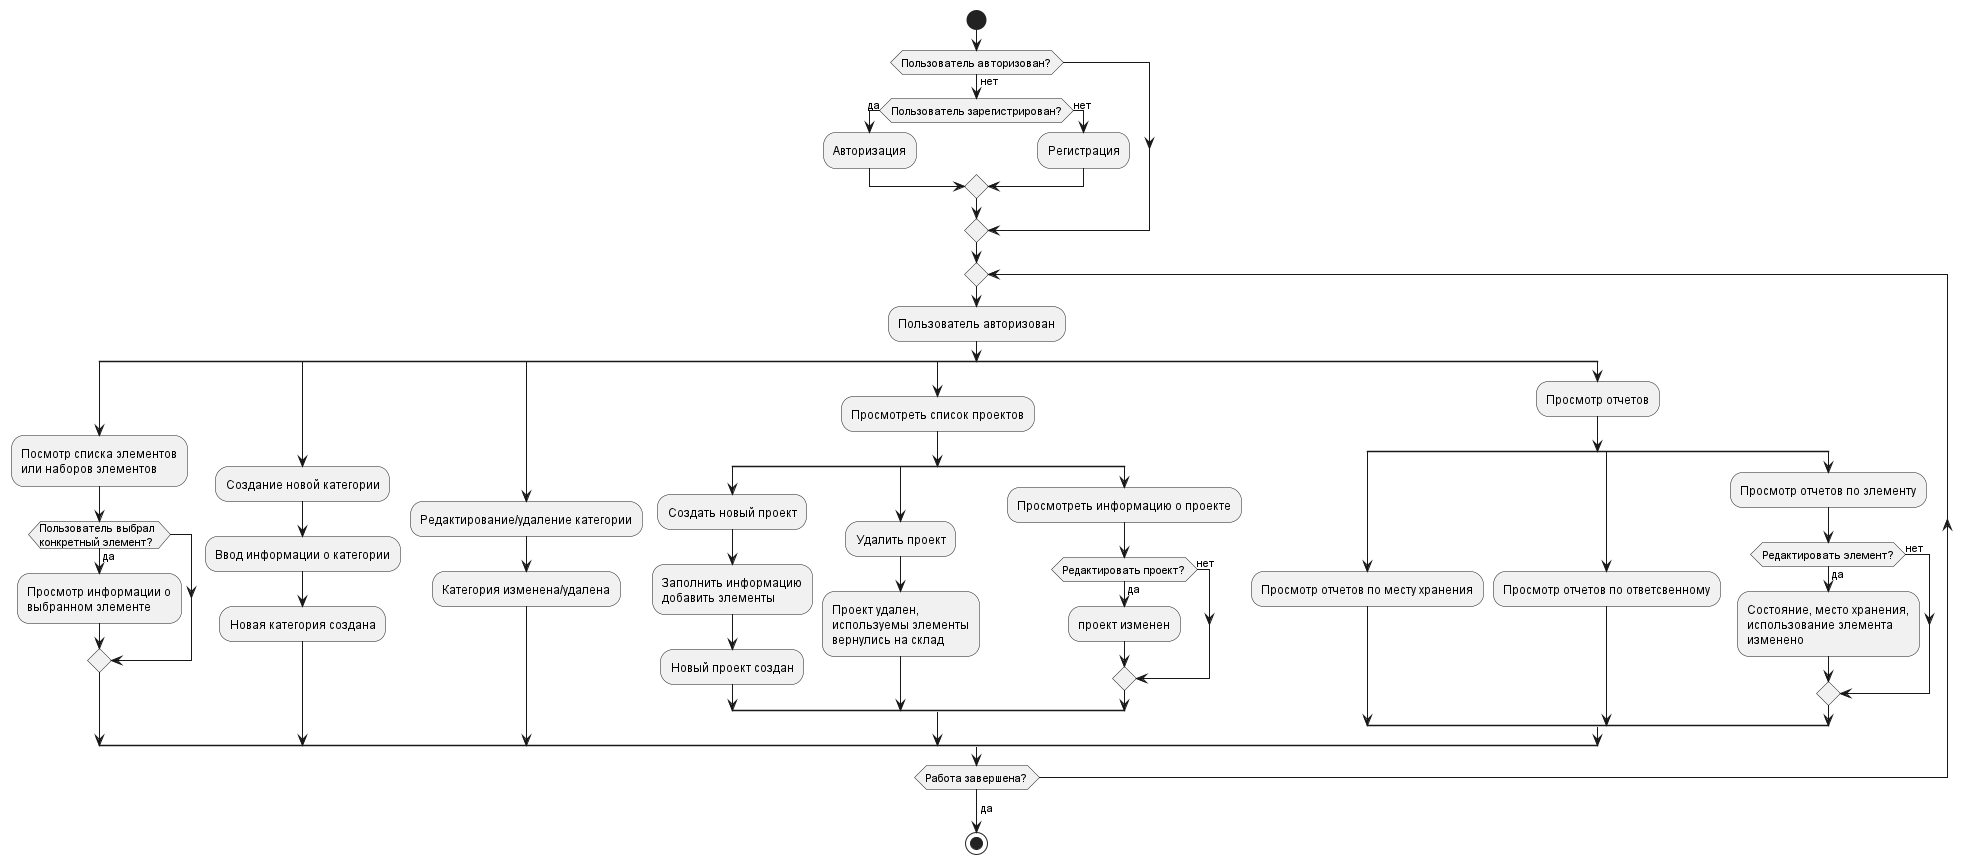 Пользователь авторизован?
нет
да
Пользователь зарегистрирован?
нет
Авторизация
Регистрация
Пользователь авторизован
Посмотр списка элементов
или наборов элементов
Пользователь выбрал
конкретный элемент?
да
Просмотр информации о
выбранном элементе
Создание новой категории
Ввод информации о категории
Новая категория создана
Редактирование/удаление категории
Категория изменена/удалена
Просмотреть список проектов
Создать новый проект
Заполнить информацию
добавить элементы
Новый проект создан
Удалить проект
Проект удален,
используемы элементы
вернулись на склад
Просмотреть информацию о проекте
Редактировать проект?
нет
да
проект изменен
Просмотр отчетов
Просмотр отчетов по месту хранения
Просмотр отчетов по ответсвенному
Просмотр отчетов по элементу
Редактировать элемент?
нет
да
Состояние, место хранения,
использование элемента
изменено
Работа завершена?
да